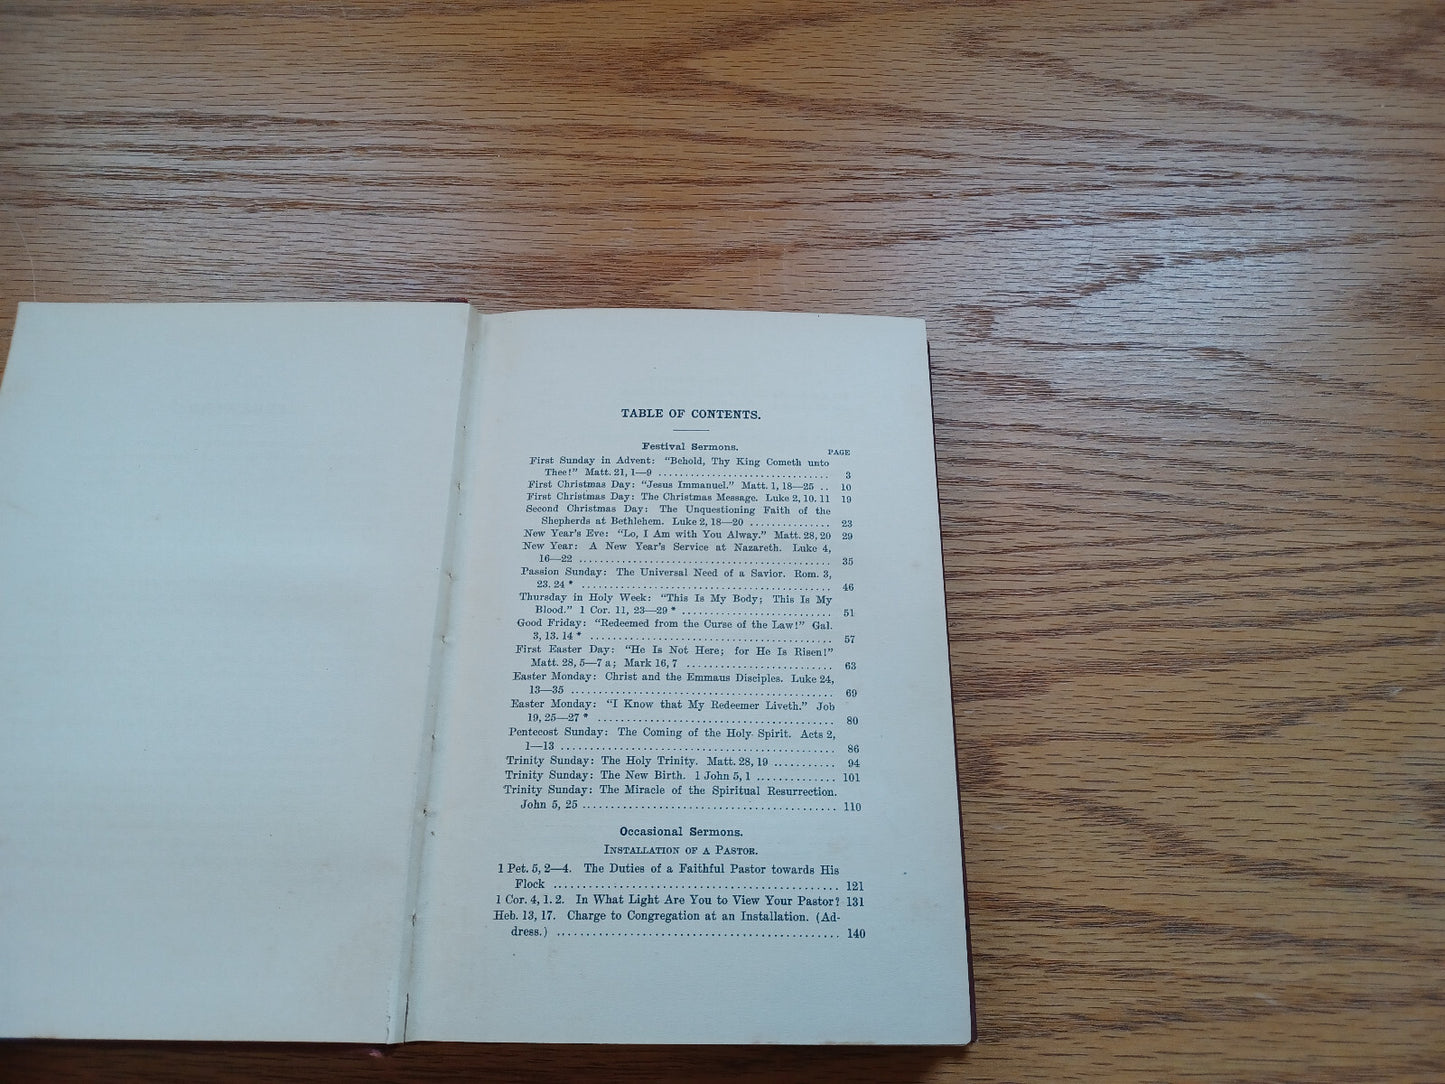 TABLE OF CONTENTS.
Festival Sermons.
PAGE
First Sunday in Advent: "Behold, Thy King Cometh unto
Thee!" Matt. 21, 1—9 .......................... 3
First Christmas Day: "Jesus Immanuel." Matt. 1, 18—25 .. 10
First Christmas Day: The Christmas Message. Luke 2, 10. 11 19
Second Christmas Day: The Unquestioning Faith of the
Shepherds at Bethlehem. Luke 2, 18—20 ............... 23
New Year's Eve: "Lo, I Am with You Alway." Matt. 28, 20 29
New Year: A New Year's Service at Nazareth. Luke 4,
16—22 .......................................... 35
Passion Sunday: The Universal Need of a Savior. Rom. 3,
23. 24 * .......................................... 46
Thursday in Holy Week: "This Is My Body; This Is My
Blood." 1 Cor. 11, 23—29 * .......................... 51
Good Friday: "Redeemed from the Curse of the Law!" Gal.
3, 13. 14 * .......................................... 57
First Easter Day: "He Is Not Here; for He Is Risen!"
Matt. 28, 5—7 a; Mark 16, 7 ......................... 63
Easter Monday: Christ and the Emmaus Disciples. Luke 24,
13—35 ............................................. 69
Easter Monday: "I Know that My Redeemer Liveth." Job
19, 25—27 * ........................................ 80
Pentecost Sunday: The Coming of the Holy Spirit. Acts 2,
1—13 ............................................... 86
Trinity Sunday: The Holy Trinity. Matt. 28, 19 .......... 94
Trinity Sunday: The New Birth. 1 John 5, 1 ............. 101
Trinity Sunday: The Miracle of the Spiritual Resurrection.
John 5, 25 ........................................... 110
Occasional Sermons.
INSTALLATION OF A PASTOR.
1 Pet. 5, 2—4. The Duties of a Faithful Pastor towards His
Flock ................................................ 121
1 Cor. 4, 1. 2. In What Light Are You to View Your Pastor? 131
Heb. 13, 17. Charge to Congregation at an Installation. (Ad-
dress.) ................................................ 140